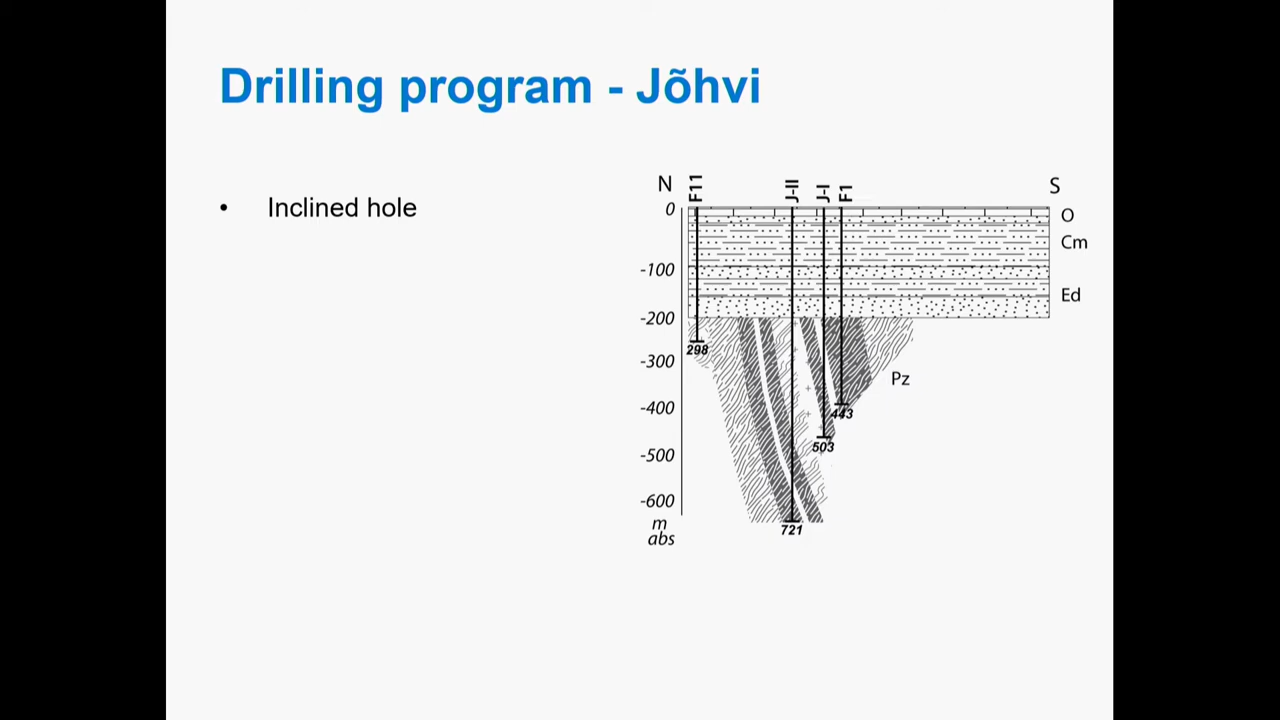 Drilling program - Jõhvi
• Inclined hole
N F11 J-II J-I F1 S
0
O
Cm
-100
Ed
-200
298
-300
Pz
-400
443
503
-500
-600
m
abs
721